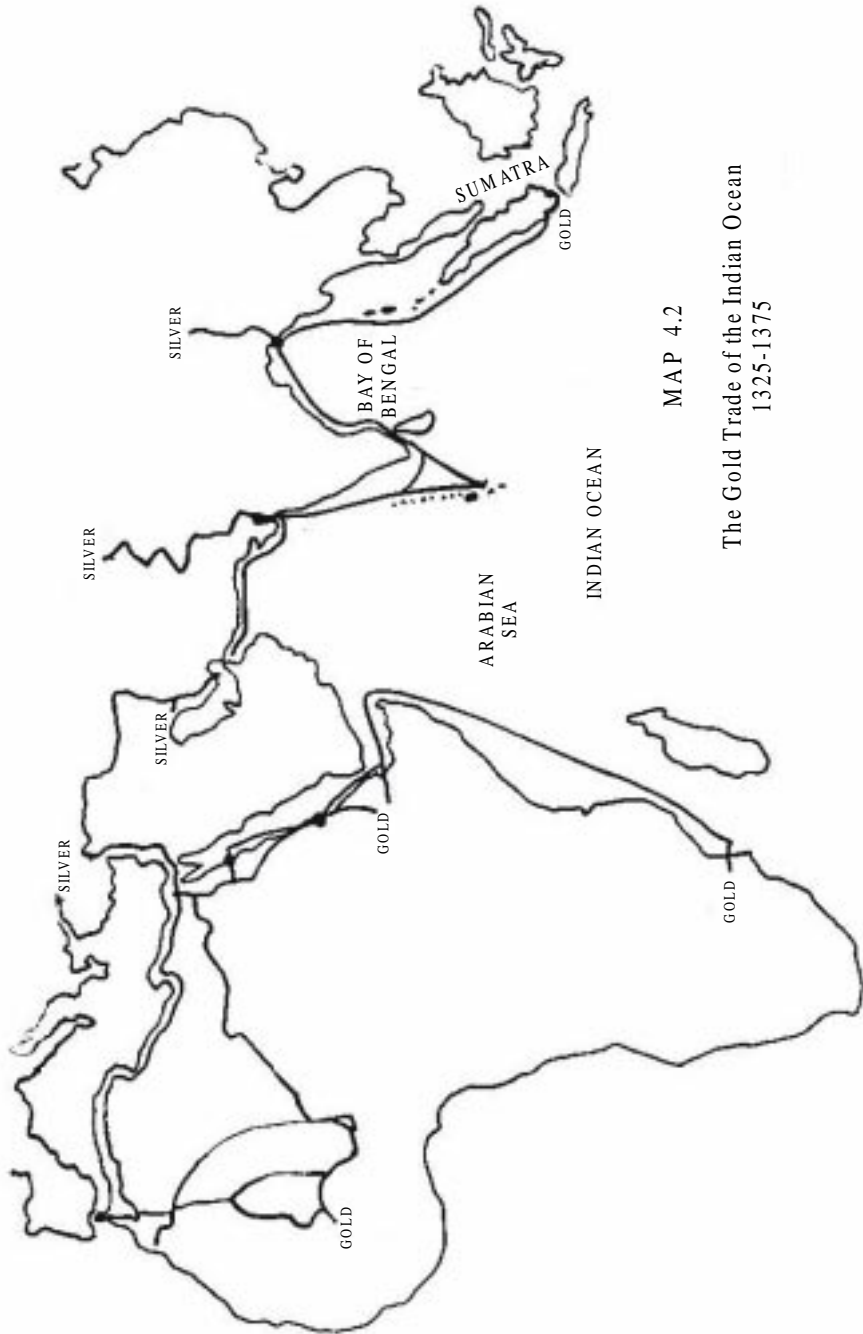 SILVER
SILVER
SILVER
SILVER
SUMATRA
GOLD
BAY OF
BENGAL
GOLD
GOLD
GOLD
ARABIAN
SEA
INDIAN OCEAN
MAP 4.2
The Gold Trade of the Indian Ocean
1325-1375